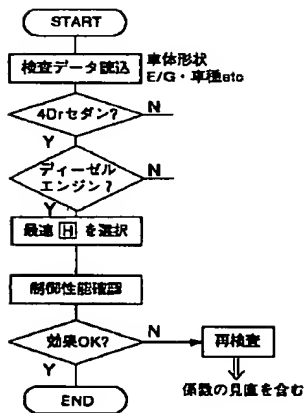 START
検査データ読込
車体形状
E/G・車種etc
4Drセダン?
N
Y
ディーゼル
エンジン?
N
Y
最適 H を選択
制御性能確認
効果OK?
N
再検査
Y
係数の見直を含む
END